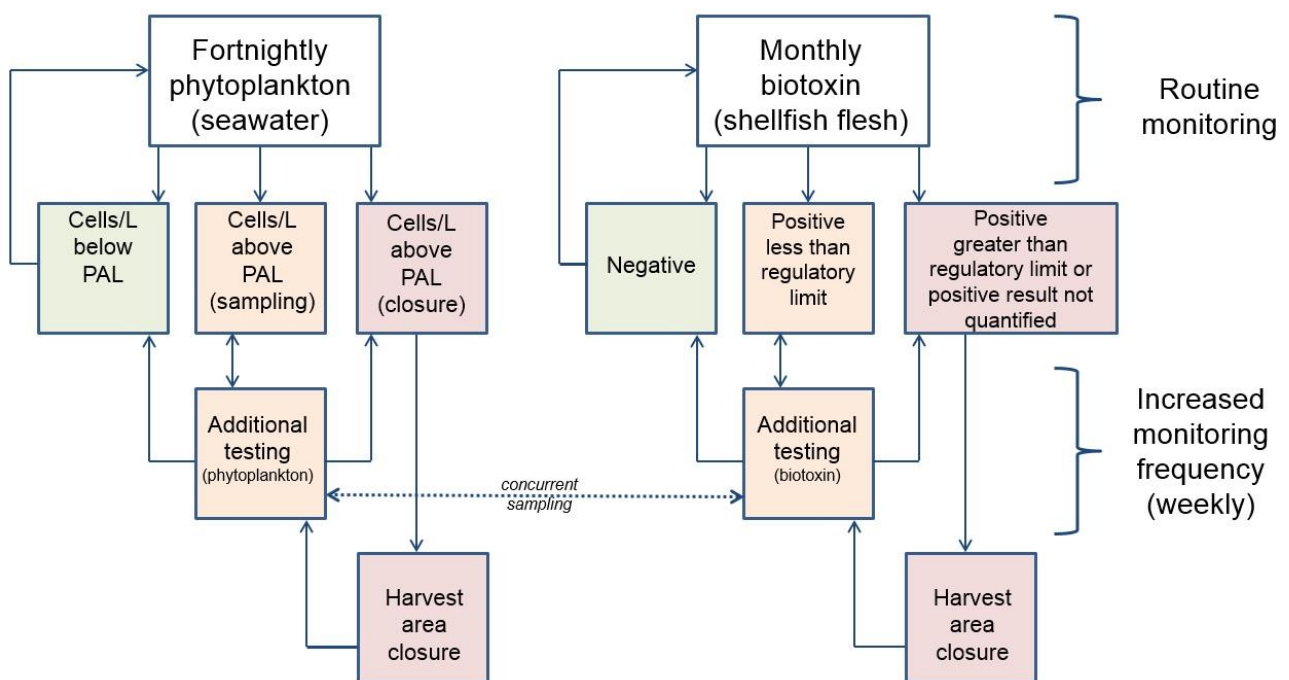 Fortnightly
phytoplankton
(seawater)
Monthly
biotoxin
(shellfish flesh)
Routine
monitoring
Cells/L
below
PAL
Cells/L
above
PAL
(sampling)
Cells/L
above
PAL
(closure)
Negative
Positive
less than
regulatory
limit
Positive
greater than
regulatory limit or
positive result not
quantified
Additional
testing
(phytoplankton)
concurrent
sampling
Additional
testing
(biotoxin)
Increased
monitoring
frequency
(weekly)
Harvest
area
closure
Harvest
area
closure